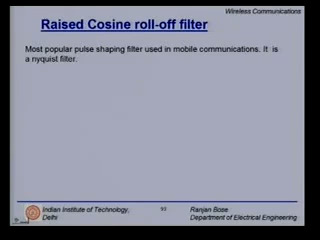 Wireless Communications
Raised Cosine roll-off filter
Most popular pulse shaping filter used in mobile communications. It is
a nyquist filter.
Indian Institute of Technology,
Delhi
93
Ranjan Bose
Department of Electrical Engineering